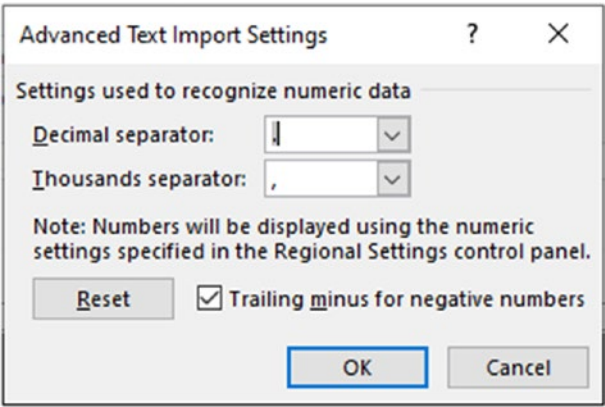 Advanced Text Import Settings ? ×
Settings used to recognize numeric data
Decimal separator: .
Thousands separator: ,
Note: Numbers will be displayed using the numeric
settings specified in the Regional Settings control panel.
Reset Trailing minus for negative numbers
OK Cancel